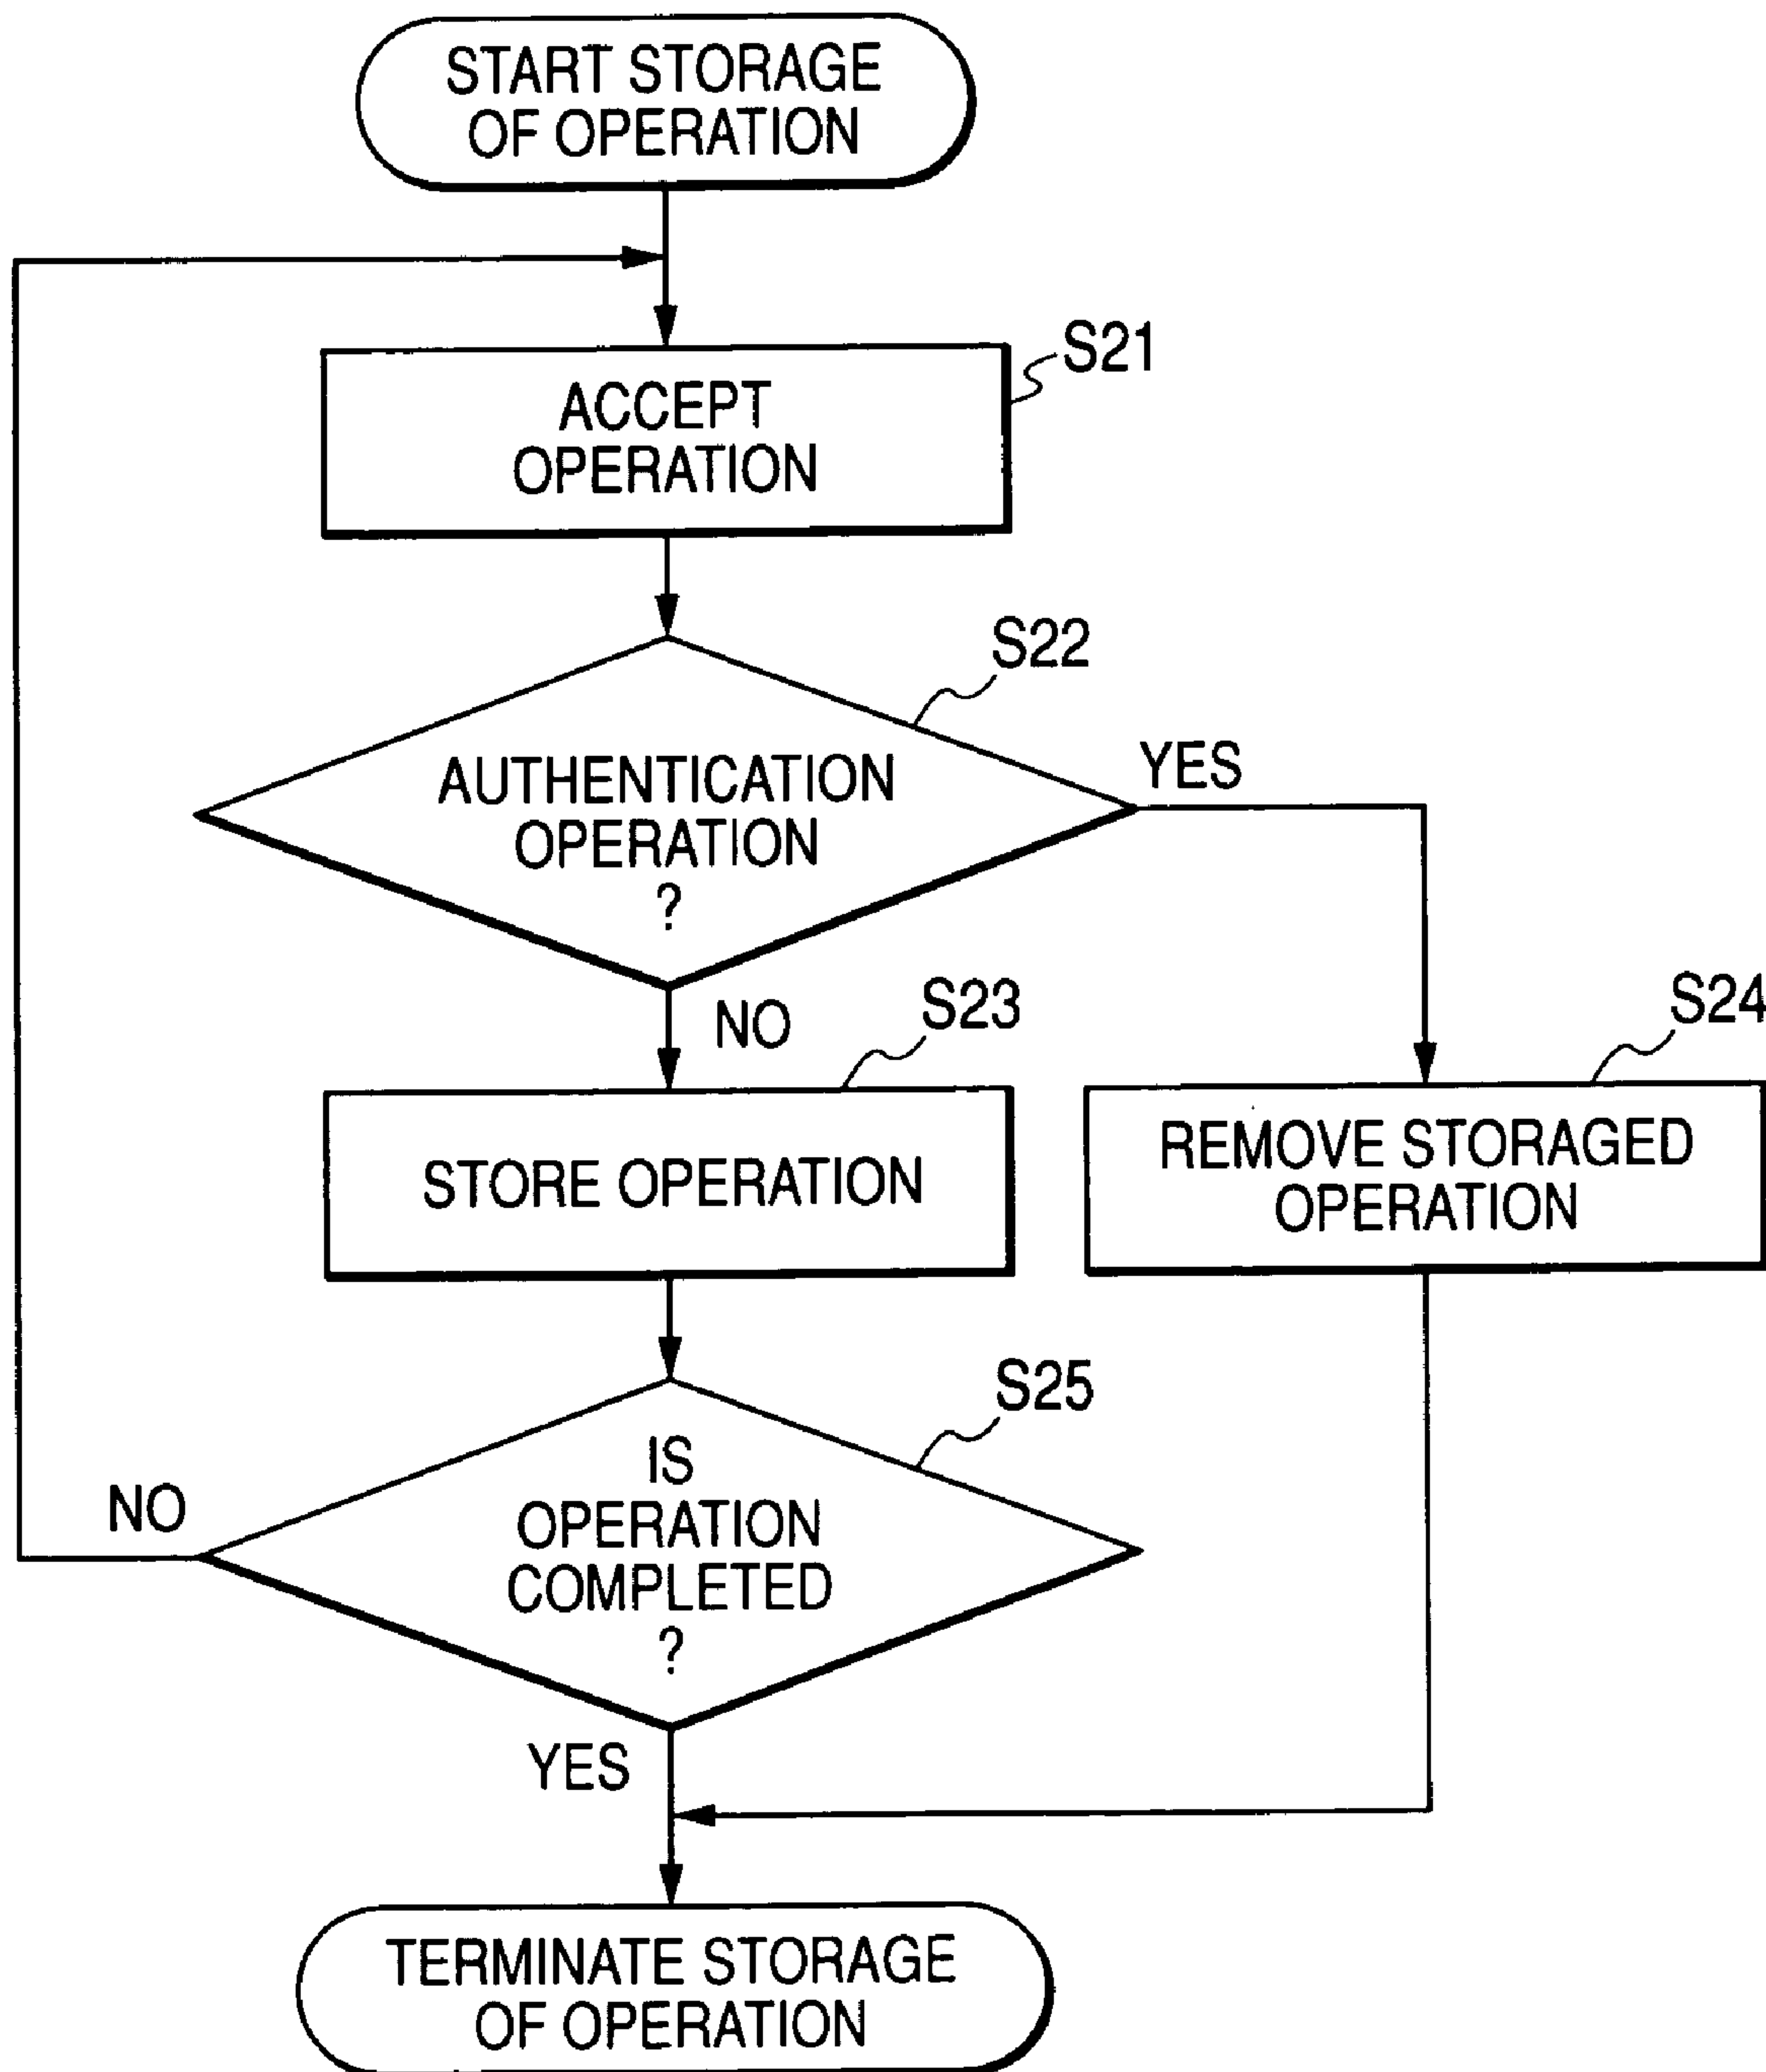 START STORAGE
OF OPERATION
S21
ACCEPT
OPERATION
S22
AUTHENTICATION
OPERATION
?
YES
NO
S23
STORE OPERATION
S24
REMOVE STORAGED
OPERATION
S25
IS
OPERATION
COMPLETED
?
NO
YES
TERMINATE STORAGE
OF OPERATION